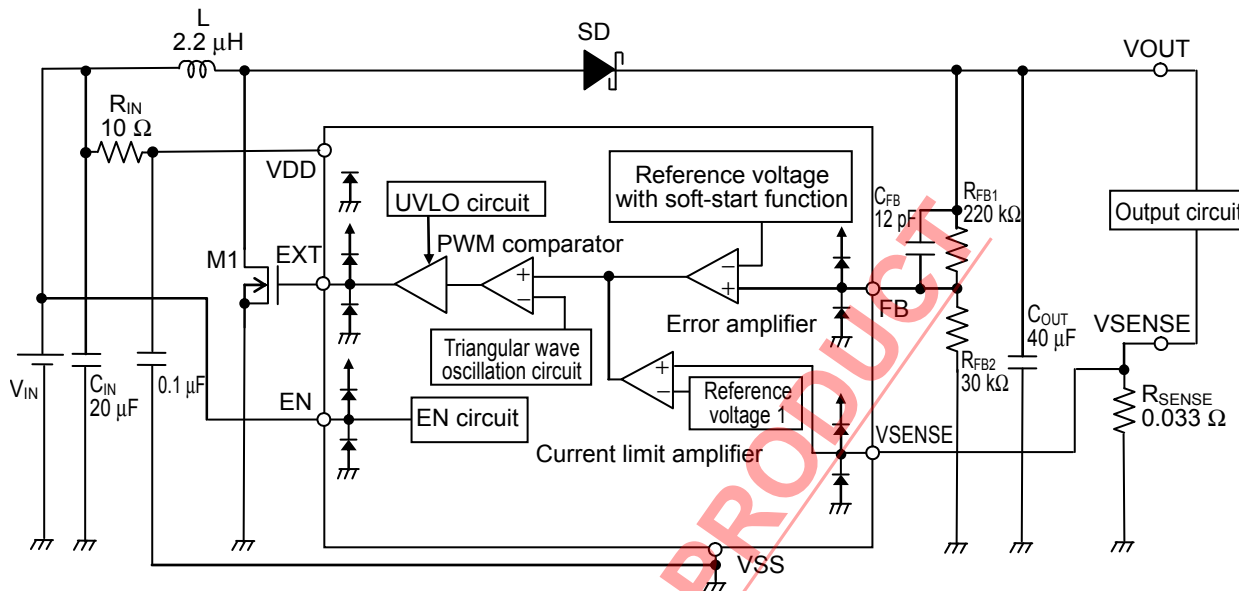 L
2.2 μH
SD
VOUT
RIN
10 Ω
VDD
Reference voltage
with soft-start function
CFB
12 pF
RFB1
220 kΩ
UVLO circuit
Output circuit
PWM comparator
M1
EXT
+
−
−
+
FB
Error amplifier
COUT
40 μF
VSENSE
Triangular wave
oscillation circuit
RFB2
30 kΩ
VIN
CIN
20 μF
0.1 μF
+
−
Reference
voltage 1
RSENSE
0.033 Ω
EN
EN circuit
VSENSE
Current limit amplifier
VSS
PRODUCT